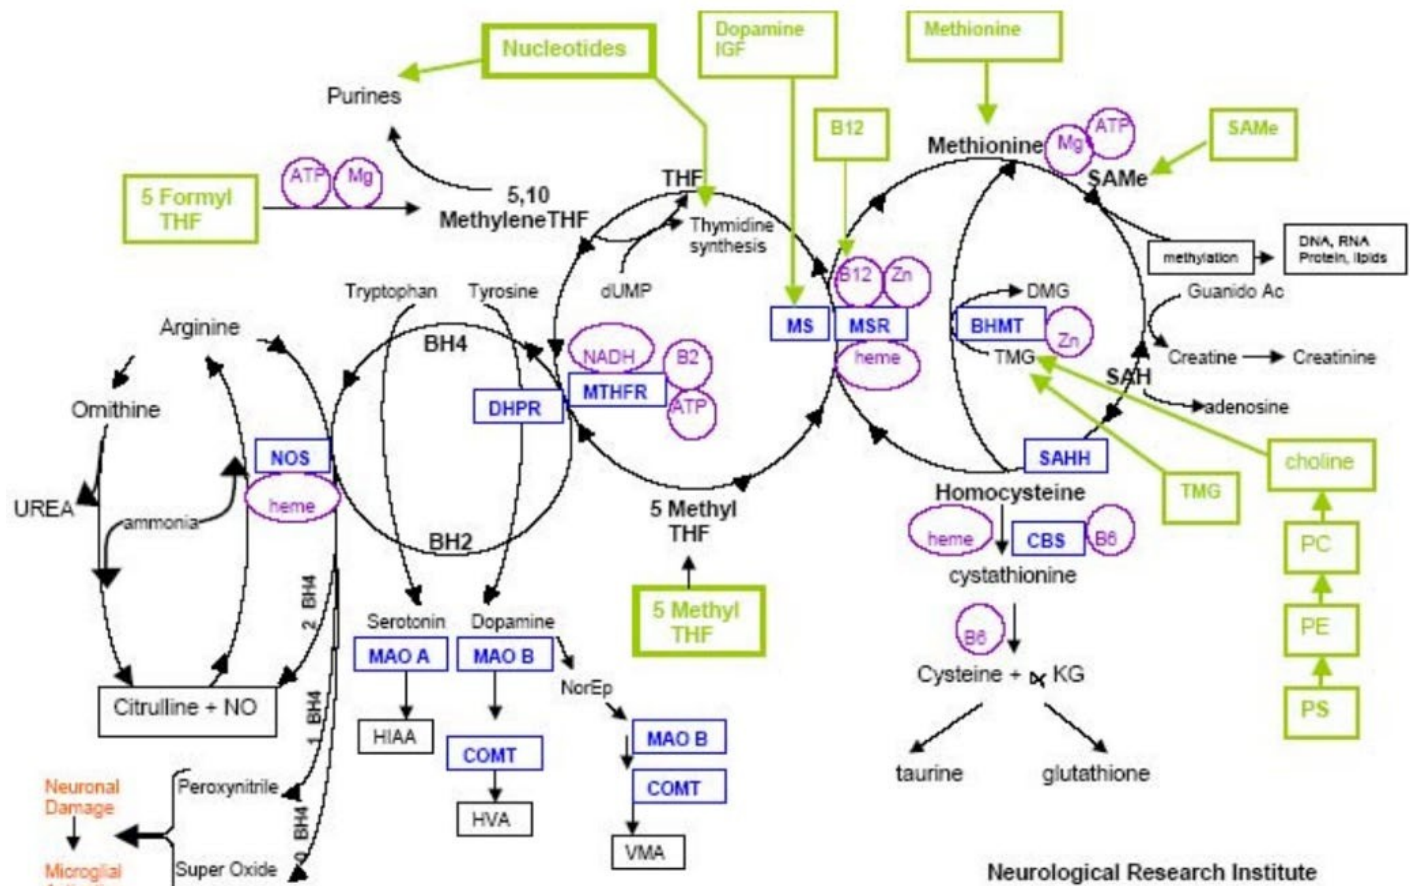 Nucleotides
Dopamine
IGF
Methionine
Purines
B12
SAMe
ATP
Mg
Methionine
Mg
ATP
SAMe
5 Formyl
THF
5,10
MethyleneTHF
THF
Thymidine
synthesis
methylation
DNA, RNA
Protein, lipids
B12
Zn
Tryptophan
Tyrosine
dUMP
DMG
Guanido Ac
Arginine
BH4
NADH
B2
MS
MSR
BHMT
Zn
heme
TMG
Creatine
Creatinine
SAH
MTHFR
ATP
DHPR
Ornithine
adenosine
NOS
heme
SAHH
choline
TMG
UREA
ammonia
BH2
5 Methyl
THF
Homocysteine
heme
CBS
B6
PC
cystathionine
2 BH4
Serotonin
Dopamine
5 Methyl
THF
B6
PE
MAO A
MAO B
Cysteine + ∝ KG
NorEp
Citrulline + NO
PS
1 BH4
HIAA
COMT
MAO B
taurine
glutathione
Neuronal
Damage
Peroxynitrile
COMT
HVA
0 BH4
VMA
Microglial
Super Oxide
Neurological Research Institute